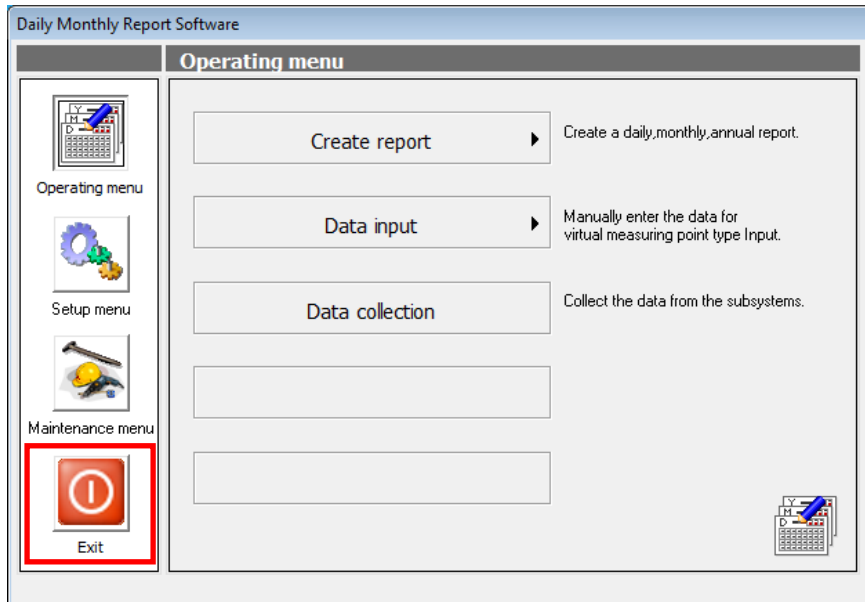 Daily Monthly Report Software
Operating menu
Operating menu
Setup menu
Maintenance menu
Exit
Create report
Create a daily,monthly,annual report.
Data input
Manually enter the data for
virtual measuring point type Input.
Data collection
Collect the data from the subsystems.
Y
M
D
Y
M
D